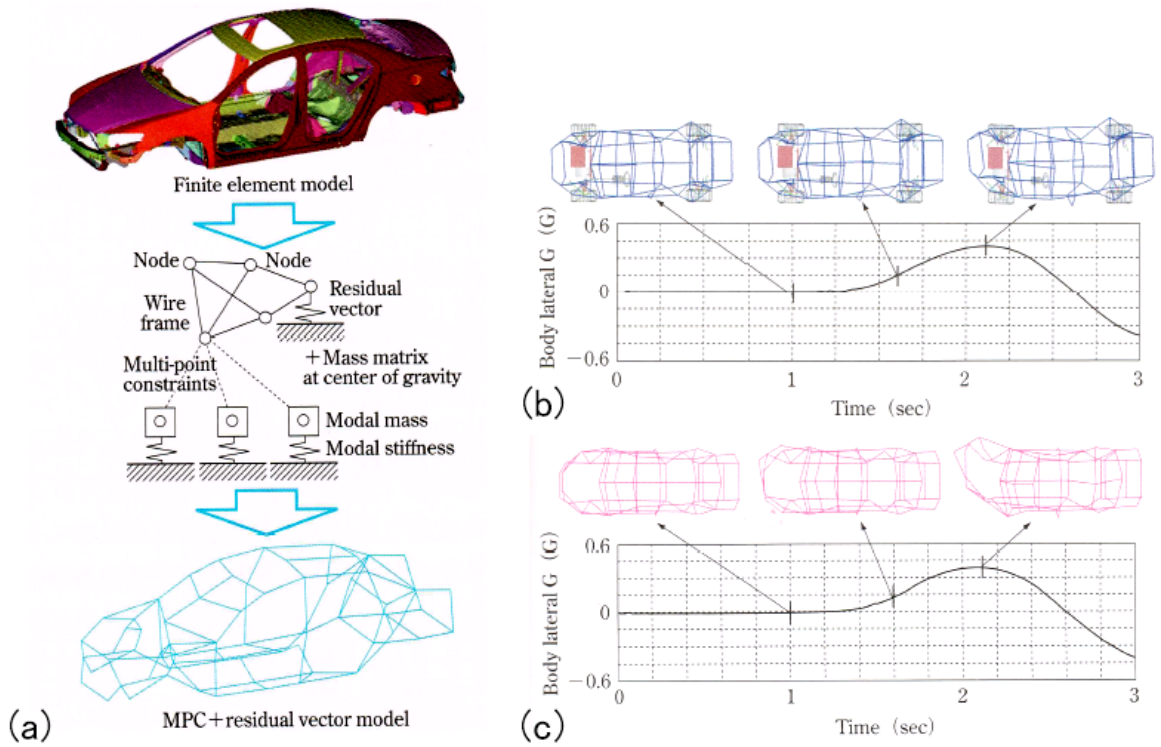 Finite element model
Node
Node
Wire
frame
Residual
vector
Multi-point
constraints
+Mass matrix
at center of gravity
Modal mass
Modal stiffness
MPC+residual vector model
(a)
Body lateral G (G)
0.6
0
−0.6
0
1
2
3
Time (sec)
(b)
Body lateral G (G)
0.6
0
−0.6
0
1
2
3
Time (sec)
(c)